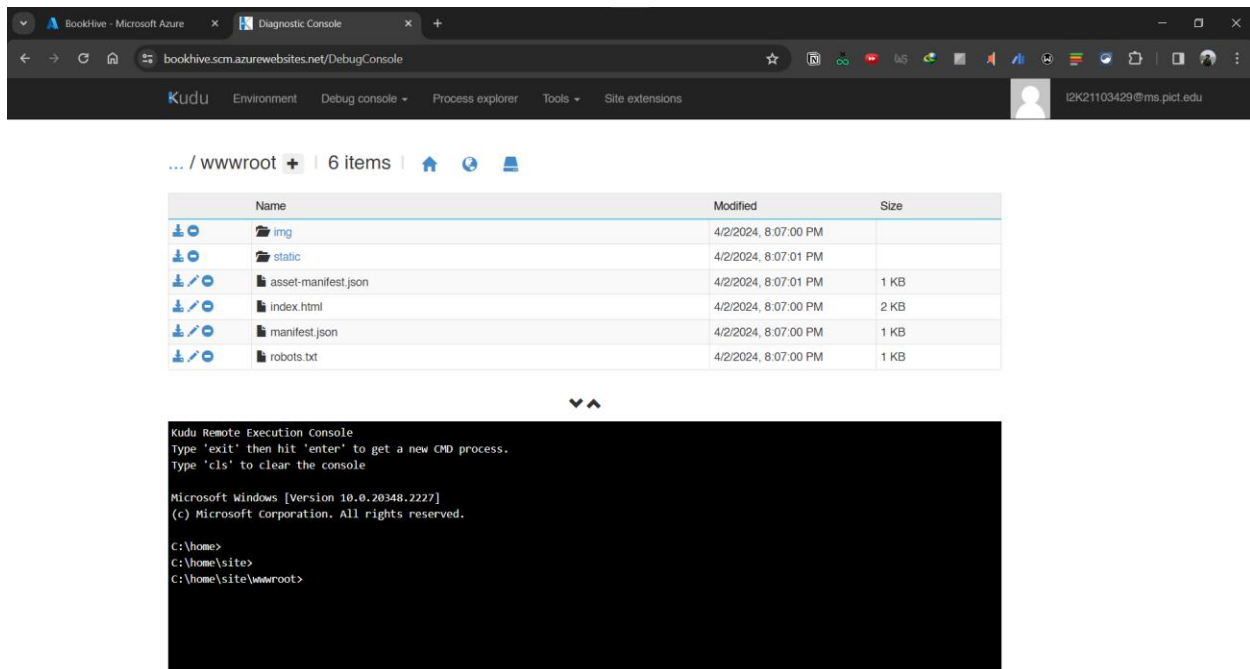 BookHive - Microsoft Azure
Diagnostic Console
bookhive.scm.azurewebsites.net/DebugConsole
Kudu Environment Debug console Process explorer Tools Site extensions I2K21103429@ms.pict.edu
... / wwwroot + | 6 items |
Name Modified Size
img 4/2/2024, 8:07:00 PM
static 4/2/2024, 8:07:01 PM
asset-manifest.json 4/2/2024, 8:07:01 PM 1 KB
index.html 4/2/2024, 8:07:00 PM 2 KB
manifest.json 4/2/2024, 8:07:00 PM 1 KB
robots.txt 4/2/2024, 8:07:00 PM 1 KB
Kudu Remote Execution Console
Type 'exit' then hit 'enter' to get a new CMD process.
Type 'cls' to clear the console
Microsoft Windows [Version 10.0.20348.2227]
(c) Microsoft Corporation. All rights reserved.
C:\home>
C:\home\site>
C:\home\site\wwwroot>